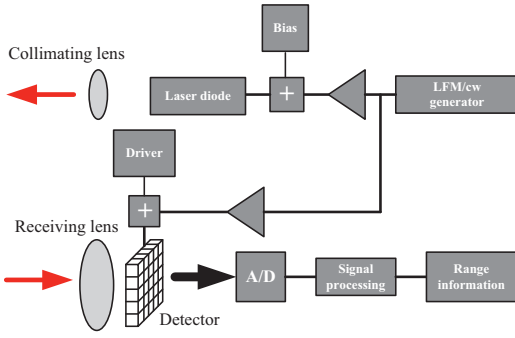 Bias
Collimating lens
Laser diode
+
LFM/cw
generator
Driver
+
Receiving lens
A/D
Signal
processing
Range
information
Detector